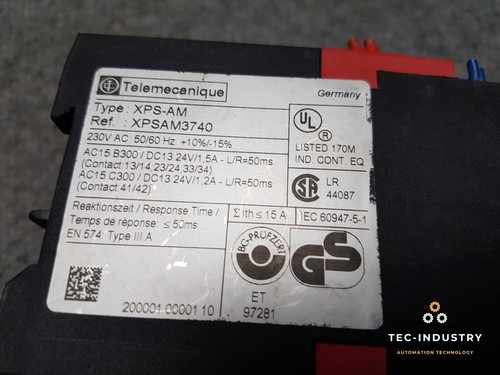 Telemecanique
Germany
Type : XPS-AM
Ref. : XPSAM3740
230V AC 50/60 Hz +10%/-15%
AC15 B300 / DC13 24V/1,5A - L/R=50ms
(Contact 13/14;23/24;33/34)
AC15 C300 / DC13 24V/1,2A - L/R=50ms
(Contact 41/42)
Reaktionszeit / Response Time /
Temps de réponse: ≤ 50ms
EN 574: Type III A
Σ Ith ≤ 15 A
IEC 60947-5-1
UL
®
LISTED 170M
IND. CONT. EQ.
SA
®
LR
44087
BG-PRÜFZERT
GS
ET
97281
200001 00001 10
TEC-INDUSTRY
AUTOMATION TECHNOLOGY